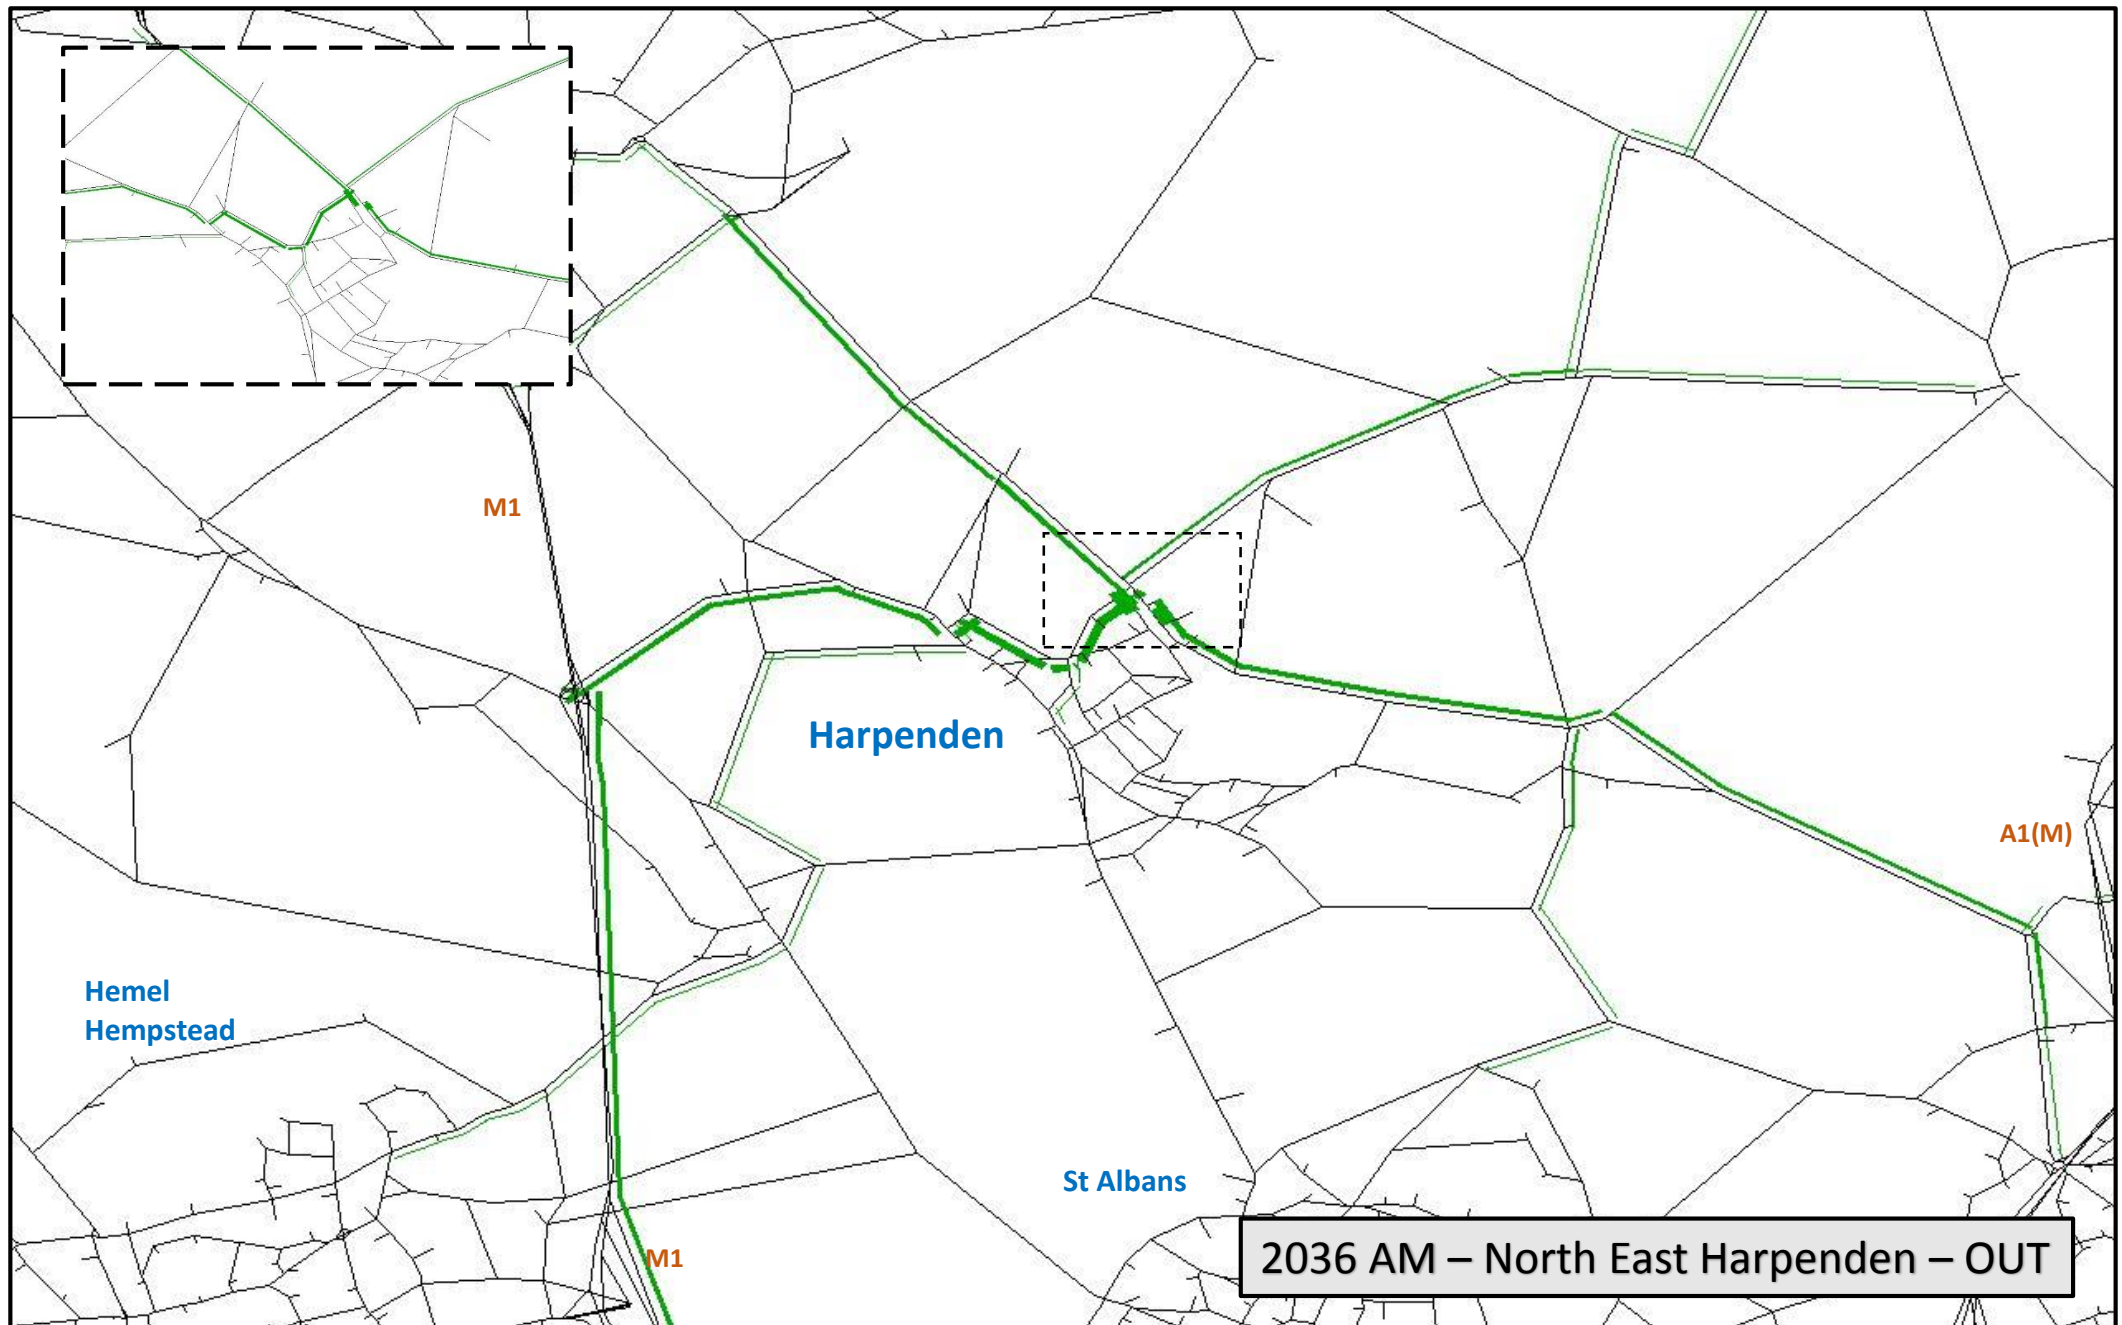 M1
Harpenden
A1(M)
Hemel
Hempstead
St Albans
M1
2036 AM – North East Harpenden – OUT